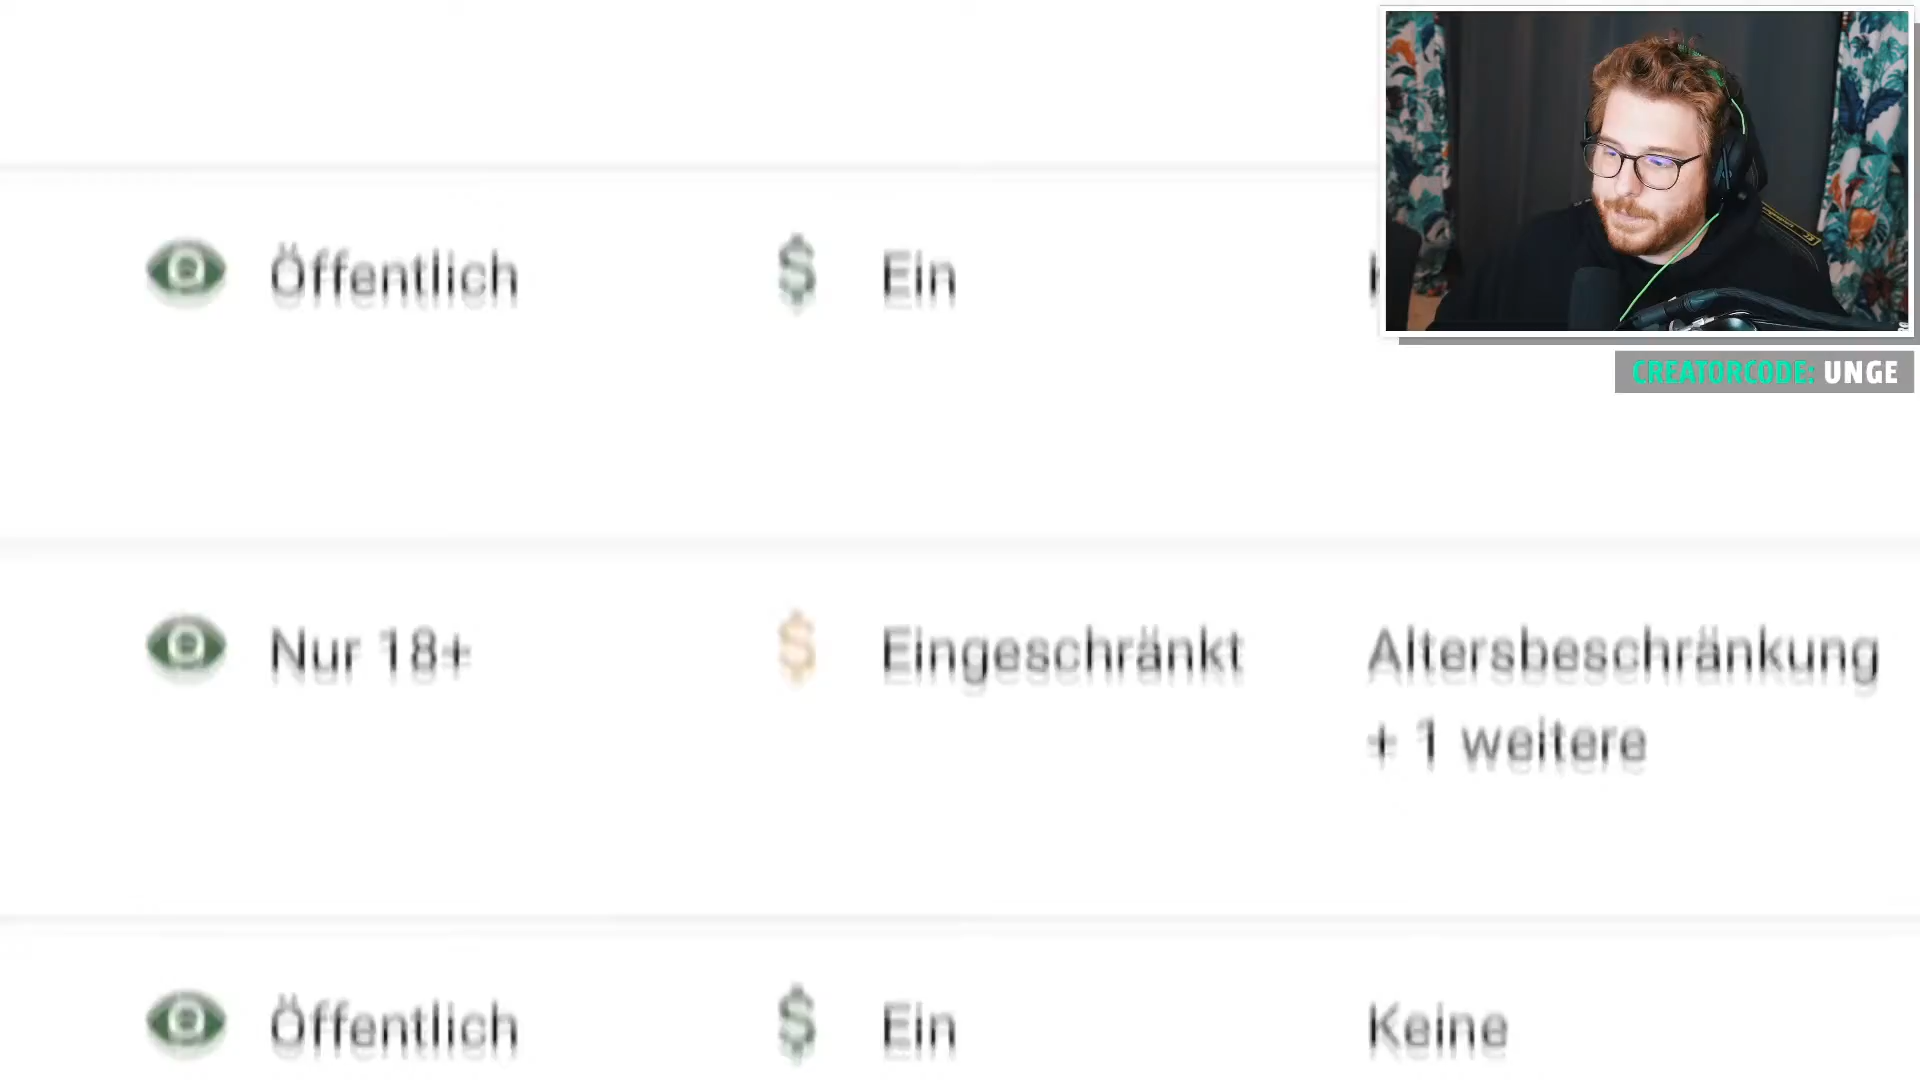 Öffentlich
Ein
CREATORCODE: UNGE
Nur 18+
Eingeschränkt
Altersbeschränkung
+ 1 weitere
Öffentlich
Ein
Keine